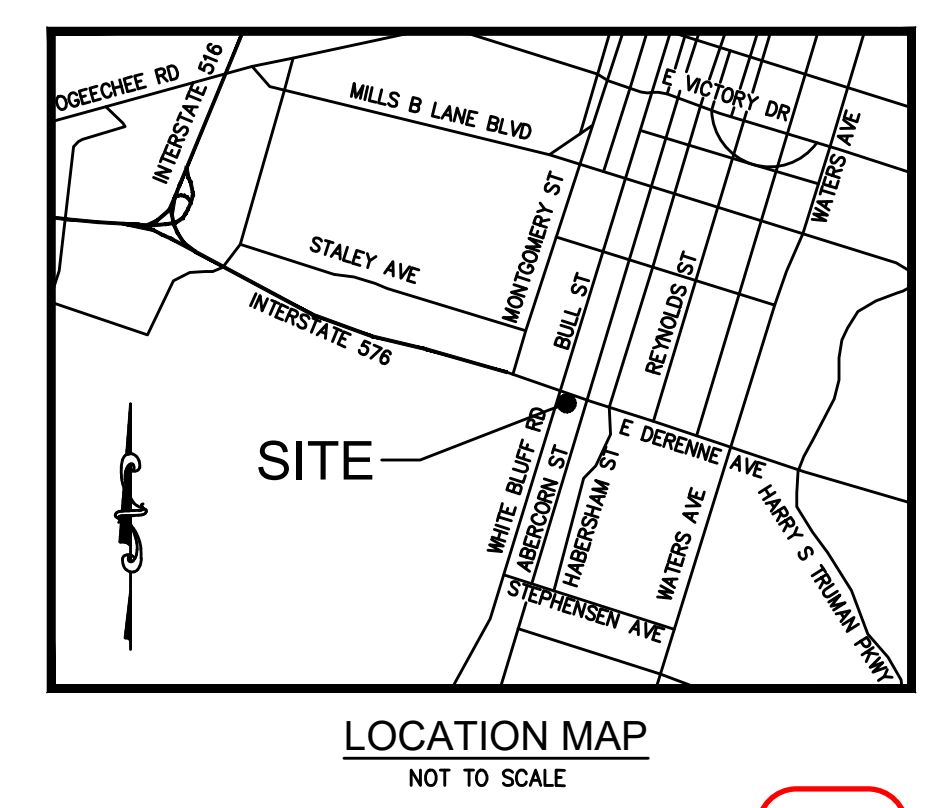 OGEECHEE RD
INTERSTATE 516
MILLS B LANE BLVD
E VICTORY DR
WATERS AVE
STALEY AVE
MONTGOMERY ST
BULL ST
REYNOLDS ST
INTERSTATE 576
SITE
WHITE BLUFF RD
ABERCORN ST
HABERSHAM ST
E DERENNE AVE
WATERS AVE
HARRY S TRUMAN PKWY
STEPHENSEN AVE
LOCATION MAP
NOT TO SCALE